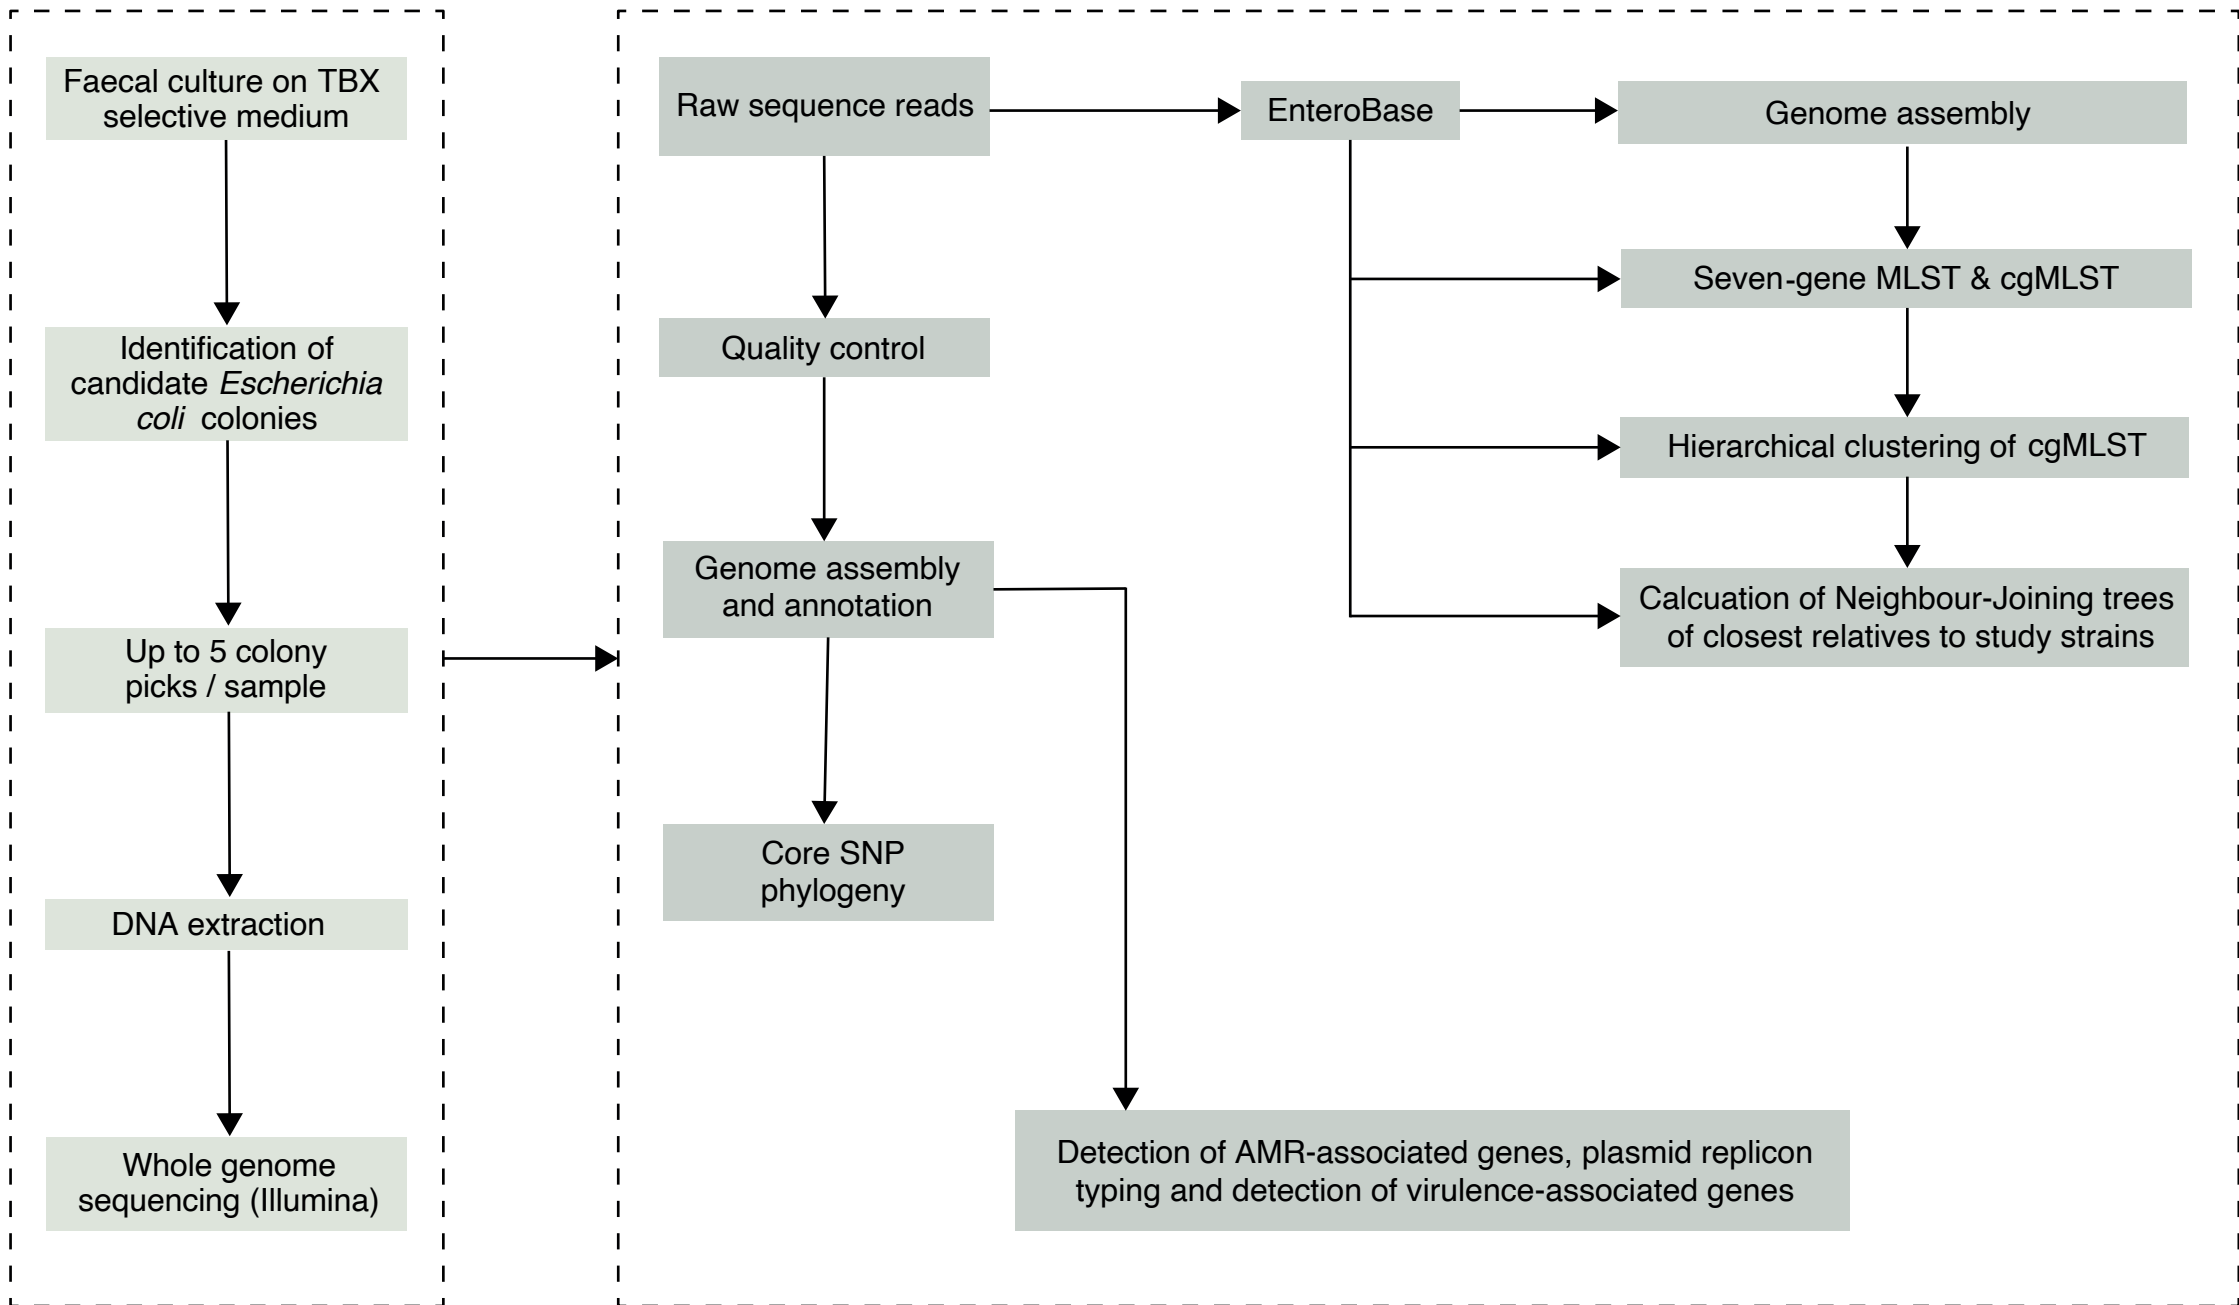 Faecal culture on TBX
selective medium
Identification of
candidate Escherichia
coli colonies
Up to 5 colony
picks / sample
DNA extraction
Whole genome
sequencing (Illumina)
Raw sequence reads
Quality control
Genome assembly
and annotation
Core SNP
phylogeny
EnteroBase
Genome assembly
Seven-gene MLST & cgMLST
Hierarchical clustering of cgMLST
Calcuation of Neighbour-Joining trees
of closest relatives to study strains
Detection of AMR-associated genes, plasmid replicon
typing and detection of virulence-associated genes